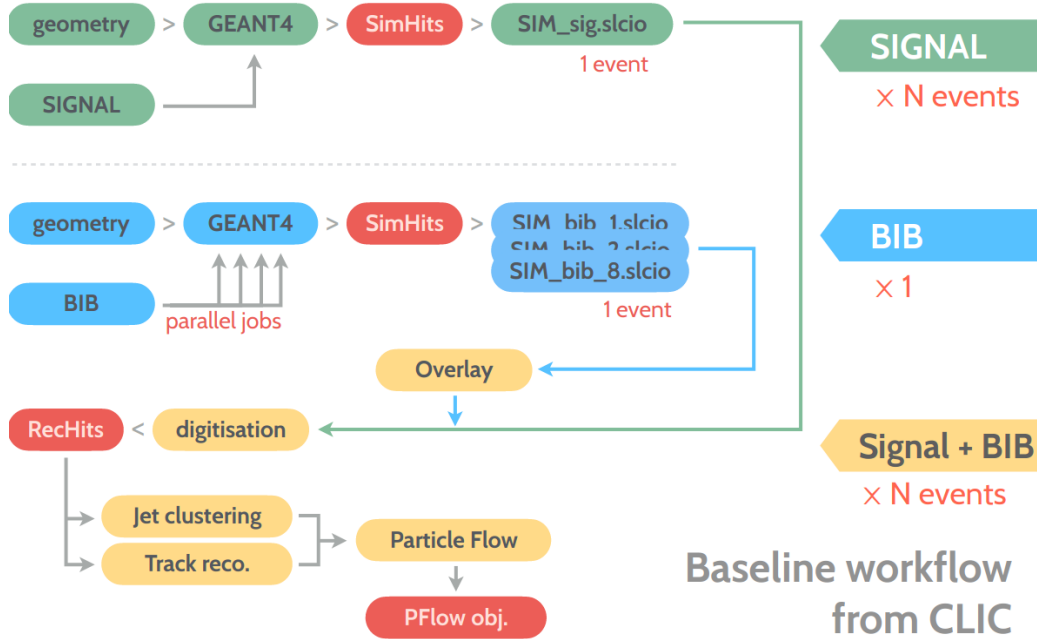 geometry > GEANT4 > SimHits > SIM_sig.slcio
1 event
SIGNAL
SIGNAL
× N events
geometry > GEANT4 > SimHits > SIM_bib_1.slcio
SIM_bib_2.slcio
SIM_bib_8.slcio
1 event
BIB
parallel jobs
BIB
× 1
Overlay
RecHits < digitisation
Signal + BIB
× N events
Jet clustering
Track reco.
Particle Flow
PFlow obj.
Baseline workflow
from CLIC